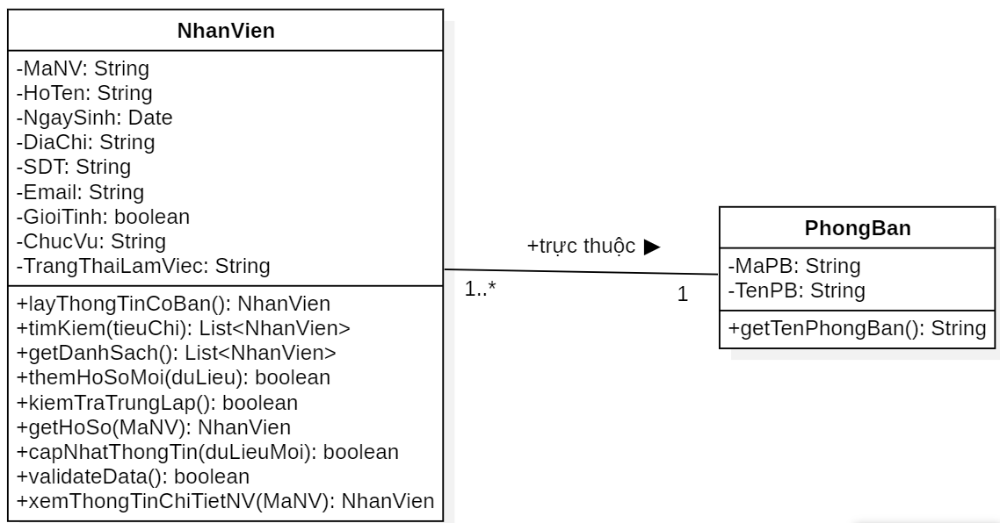 NhanVien
-MaNV: String
-HoTen: String
-NgaySinh: Date
-DiaChi: String
-SDT: String
-Email: String
-GioiTinh: boolean
-ChucVu: String
-TrangThaiLamViec: String
+layThongTinCoBan(): NhanVien
+timKiem(tieuChi): List<NhanVien>
+getDanhSach(): List<NhanVien>
+themHoSoMoi(duLieu): boolean
+kiemTraTrungLap(): boolean
+getHoSo(MaNV): NhanVien
+capNhatThongTin(duLieuMoi): boolean
+validateData(): boolean
+xemThongTinChiTietNV(MaNV): NhanVien
+trực thuộc ▶
1..*
1
PhongBan
-MaPB: String
-TenPB: String
+getTenPhongBan(): String